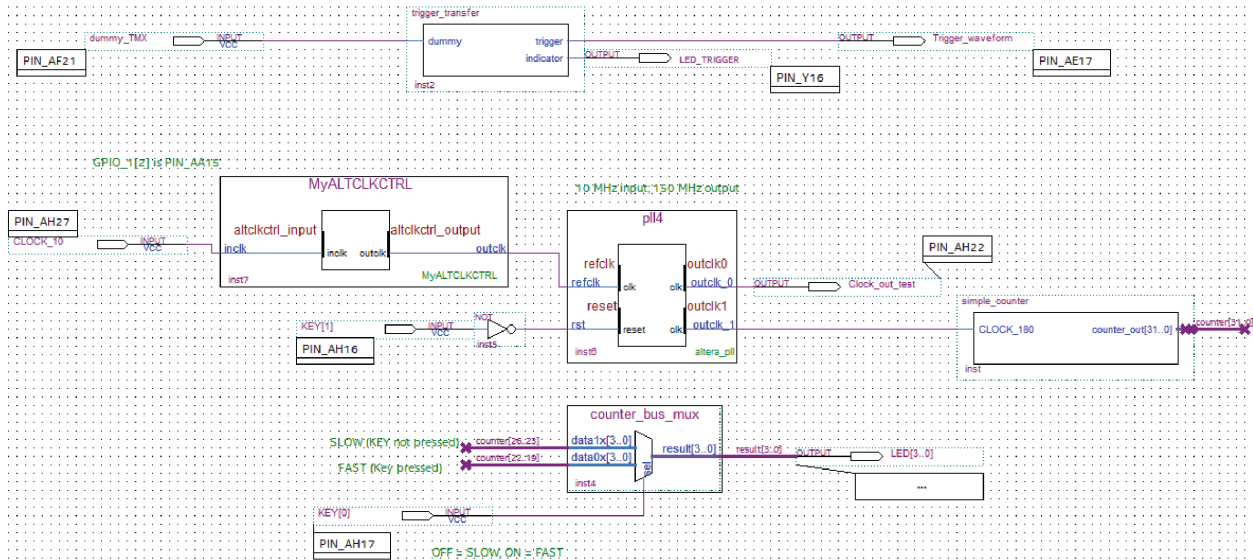 trigger_transfer
dummy_TMX
INPUT
VCC
dummy
trigger
indicator
OUTPUT
Trigger_waveform
OUTPUT
LED_TRIGGER
PIN_AF21
PIN_Y16
PIN_AE17
inst2
GPIO_1[2] is PIN_AA15
MyALTCLKCTRL
10 MHz input; 150 MHz output
PIN_AH27
CLOCK_10
INPUT
VCC
altclkctrl_input
altclkctrl_output
inclk
inclk
outclk
outclk
inst7
MyALTCLKCTRL
pll4
refclk
outclk0
refclk
clk
clk
outclk_0
reset
outclk1
rst
reset
clk
outclk_1
inst6
altera_pll
PIN_AH22
OUTPUT
Clock_out_test
KEY[1]
INPUT
VCC
NOT
inst5
PIN_AH16
simple_counter
CLOCK_180
counter_out[31..0]
counter[31..0]
inst
counter_bus_mux
SLOW (KEY not pressed)
counter[26..23]
data1x[3..0]
FAST (Key pressed)
counter[22..19]
data0x[3..0]
sel
result[3..0]
result[3..0]
OUTPUT
LED[3..0]
...
inst4
KEY[0]
INPUT
VCC
PIN_AH17
OFF = SLOW, ON = FAST